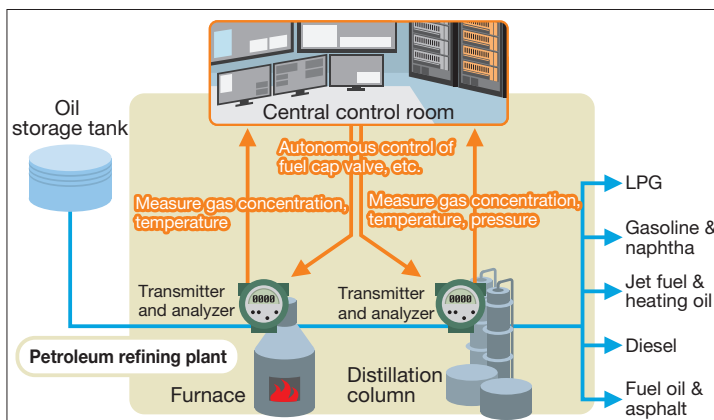 Central control room
Oil
storage tank
Autonomous control of
fuel cap valve, etc.
Measure gas concentration,
temperature
Measure gas concentration,
temperature, pressure
LPG
Gasoline &
naphtha
Jet fuel &
heating oil
Diesel
Fuel oil &
asphalt
Transmitter
and analyzer
0000
Transmitter
and analyzer
0000
Petroleum refining plant
Furnace
Distillation
column